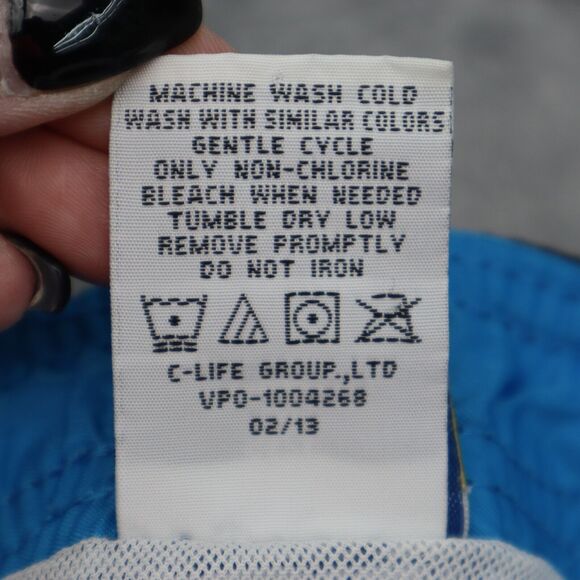 MACHINE WASH COLD
WASH WITH SIMILAR COLORS
GENTLE CYCLE
ONLY NON-CHLORINE
BLEACH WHEN NEEDED
TUMBLE DRY LOW
REMOVE PROMPTLY
DO NOT IRON
C-LIFE GROUP.,LTD
VPO-1004268
02/13